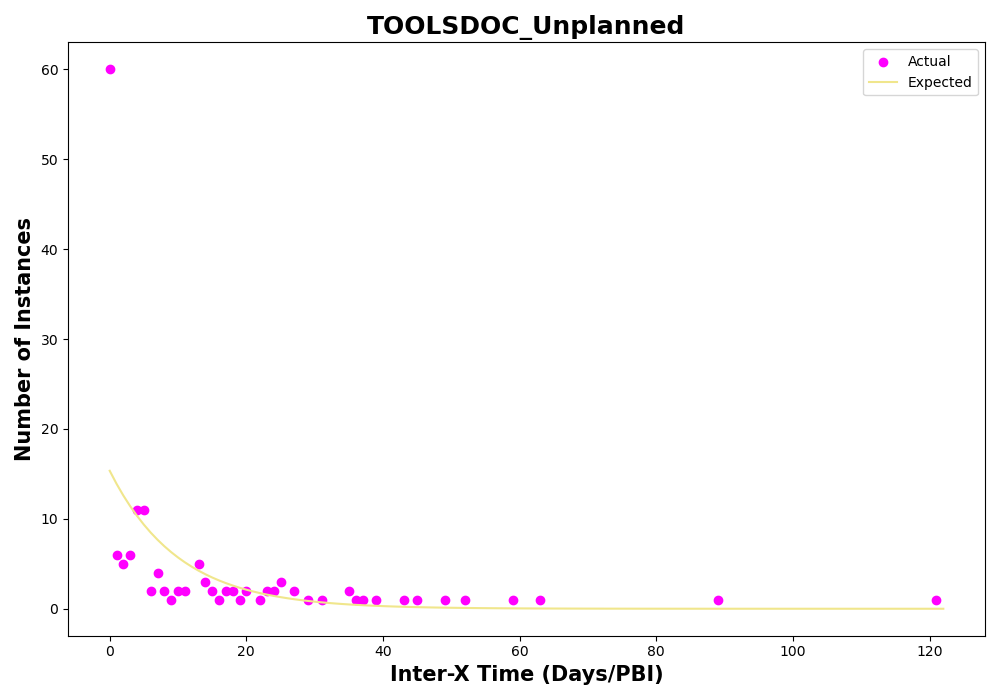 TOOLSDOC_Unplanned
Actual
Expected
Number of Instances
60
50
40
30
20
10
0
0 20 40 60 80 100 120
Inter-X Time (Days/PBI)